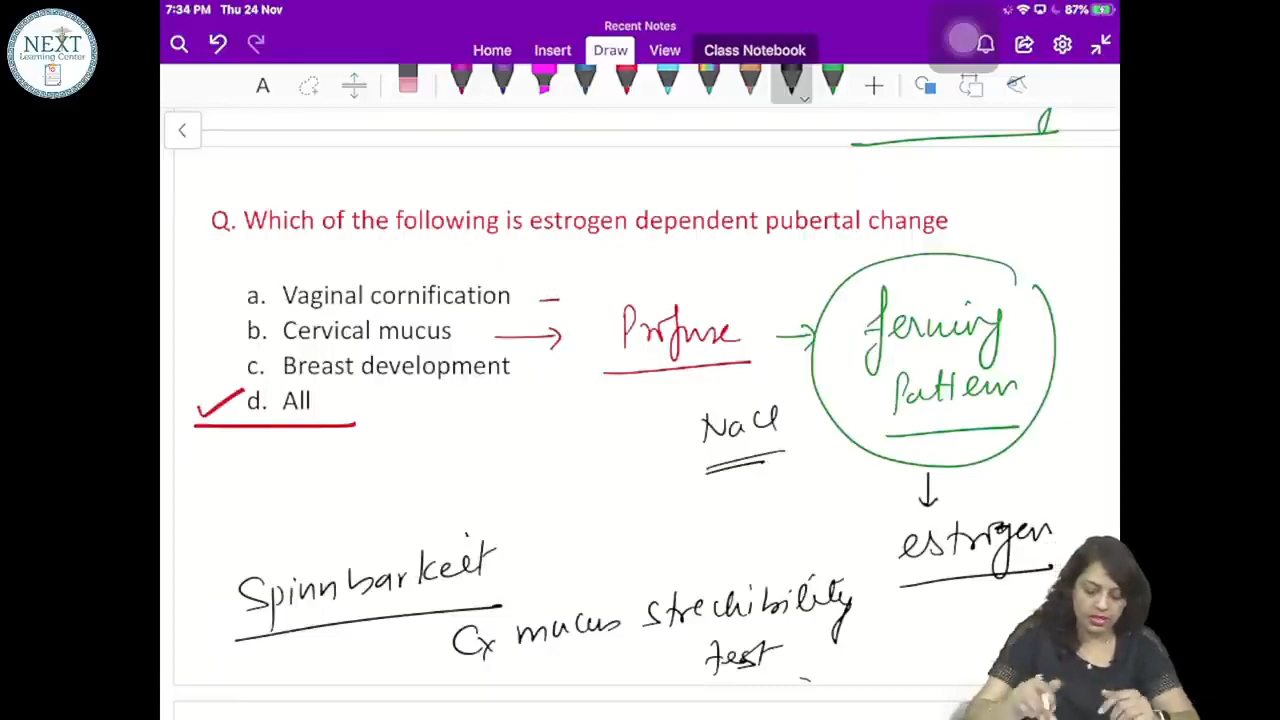 7:34 PM Thu 24 Nov
87%
Recent Notes
NEXT
Learning Center
Home Insert Draw View Class Notebook
A
Q. Which of the following is estrogen dependent pubertal change
a. Vaginal cornification
b. Cervical mucus
c. Breast development
d. All
Profuse
ferning
Pattern
NaCl
estrogen
Spinnbarkeit
Cx mucus strechibility
test